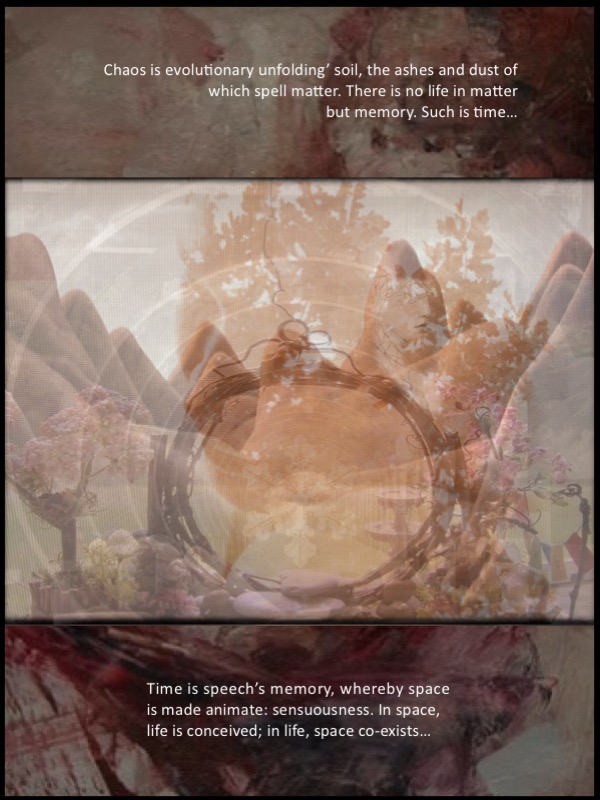 Chaos is evolutionary unfolding’ soil, the ashes and dust of
which spell matter. There is no life in matter
but memory. Such is time…
Time is speech’s memory, whereby space
is made animate: sensuousness. In space,
life is conceived; in life, space co-exists…